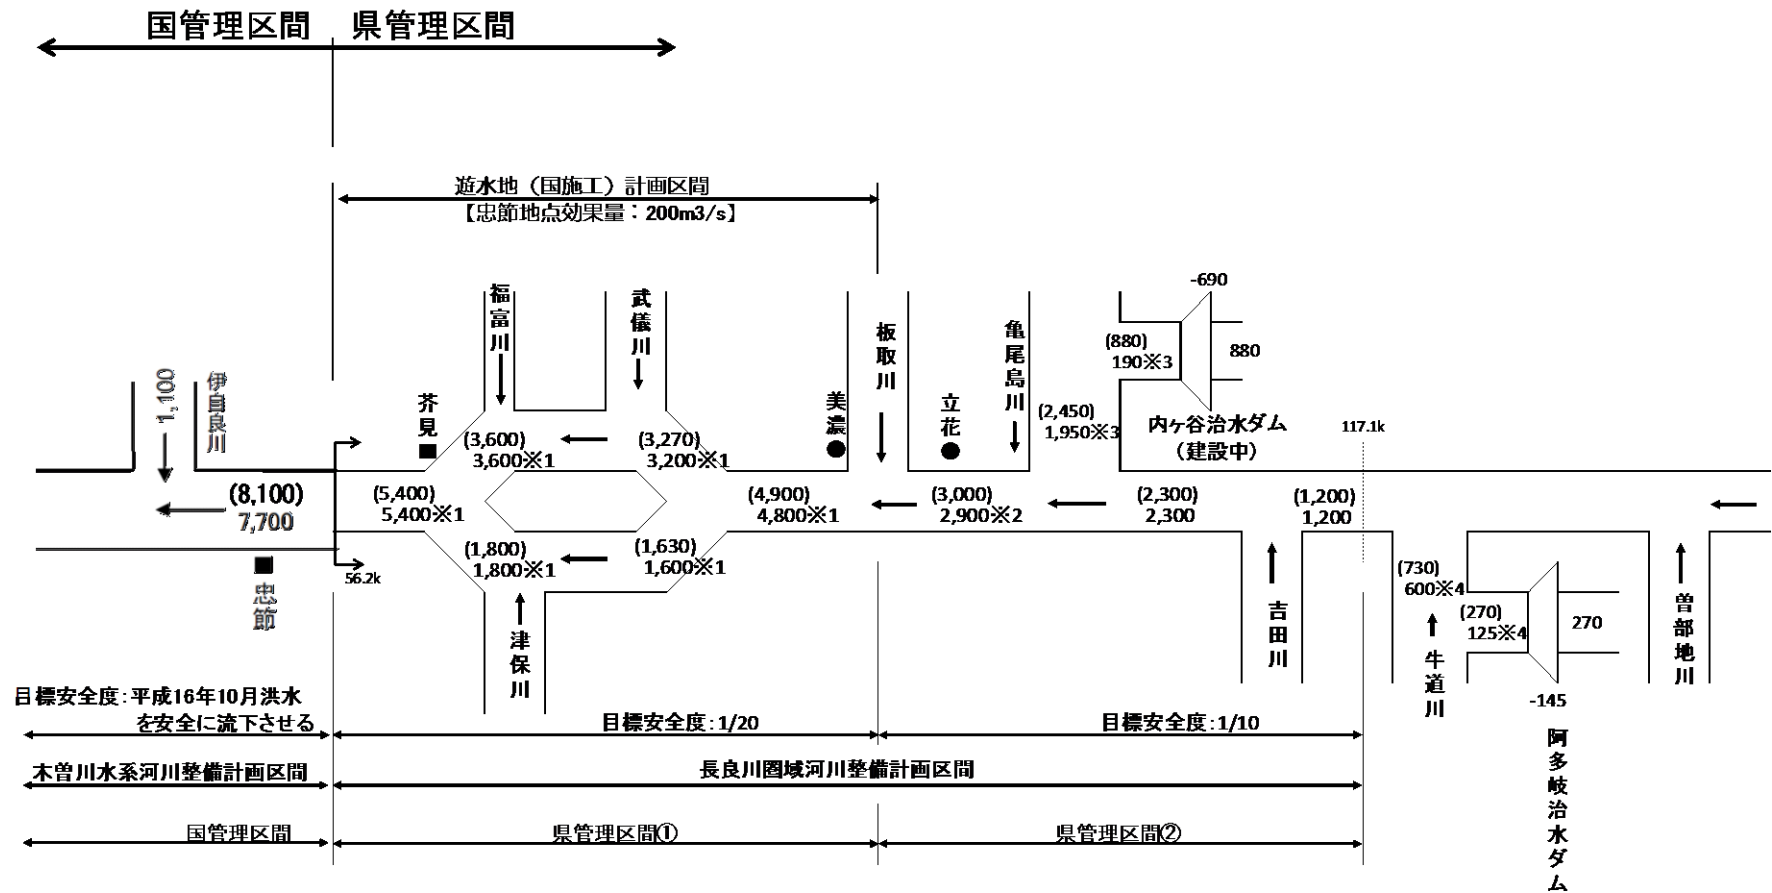 国管理区間 県管理区間
遊水地（国施工）計画区間
【忠節地点効果量：200m3/s】
福富川
武儀川
板取川
亀尾島川
-690
(880)
190※3
880
内ヶ谷治水ダム
（建設中）
117.1k
1,100
伊自良川
芥見
美濃
立花
(2,450)
1,950※3
(3,600)
3,600※1
(3,270)
3,200※1
(8,100)
7,700
(5,400)
5,400※1
(4,900)
4,800※1
(3,000)
2,900※2
(2,300)
2,300
(1,200)
1,200
(1,800)
1,800※1
(1,630)
1,600※1
56.2k
忠節
津保川
吉田川
(730)
600※4
(270)
125※4
270
牛道川
曽部地川
-145
阿多岐治水ダム
目標安全度：平成16年10月洪水
を安全に流下させる
目標安全度：1/20
目標安全度：1/10
木曽川水系河川整備計画区間
長良川圏域河川整備計画区間
国管理区間
県管理区間①
県管理区間②